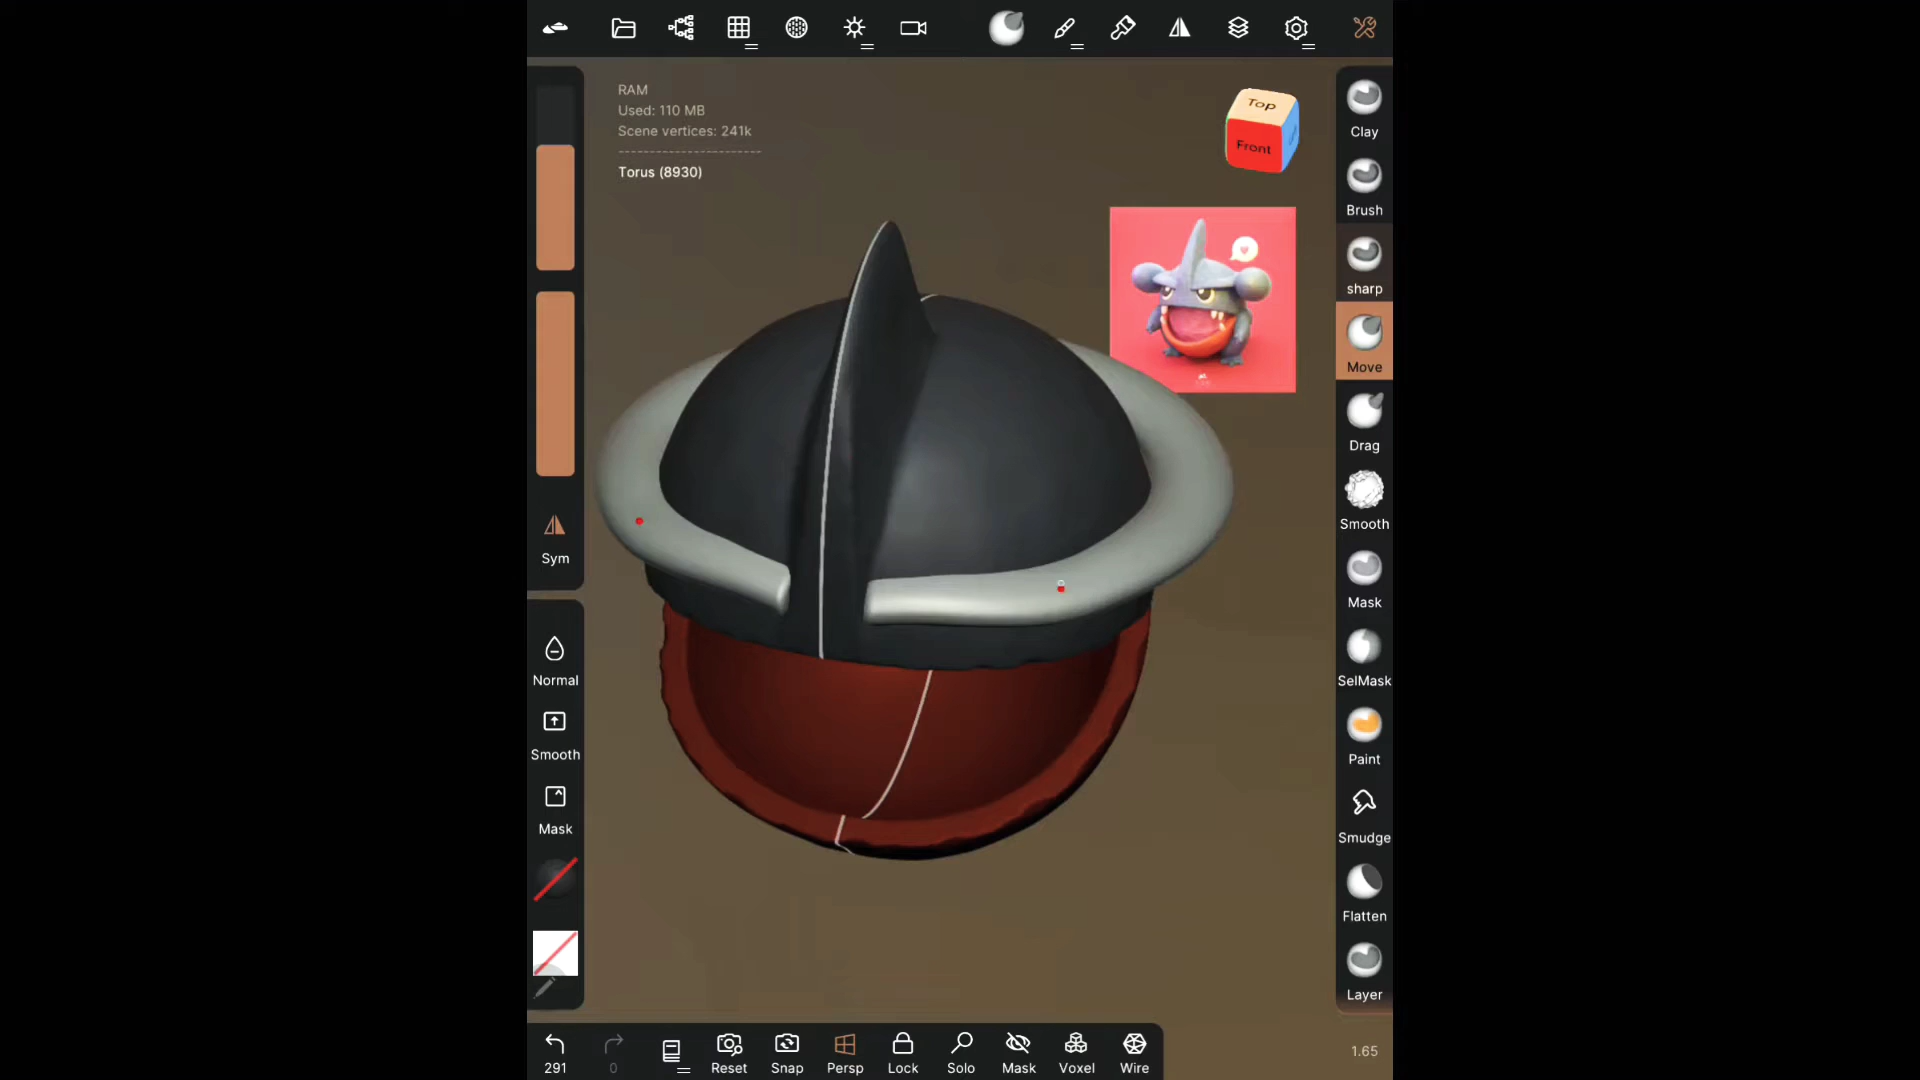 RAM
Used: 110 MB
Scene vertices: 241k
Torus (8930)
Top
Front
Clay
Brush
sharp
Move
Drag
Smooth
Mask
SelMask
Paint
Smudge
Flatten
Layer
Sym
Normal
Smooth
Mask
291
0
Reset
Snap
Persp
Lock
Solo
Mask
Voxel
Wire
1.65